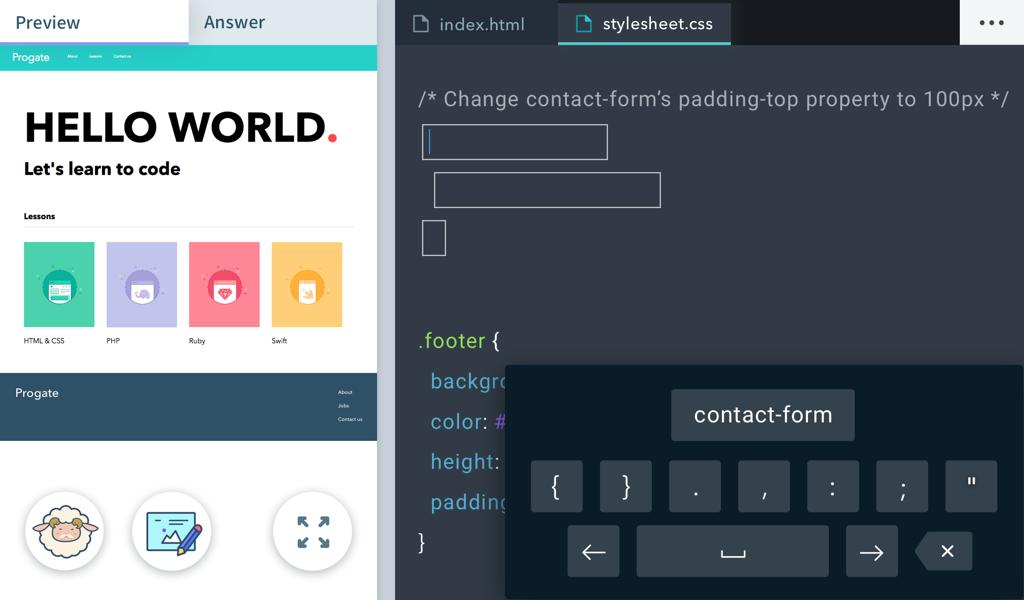 Preview
Answer
Progate
About
Lessons
Contact us
HELLO WORLD.
Let's learn to code
Lessons
HTML & CSS
PHP
Ruby
Swift
Progate
About
Jobs
Contact us
index.html
stylesheet.css
/* Change contact-form’s padding-top property to 100px */
.footer {
backgro
color: #
height:
padding
}
contact-form
{ } . , : ; "